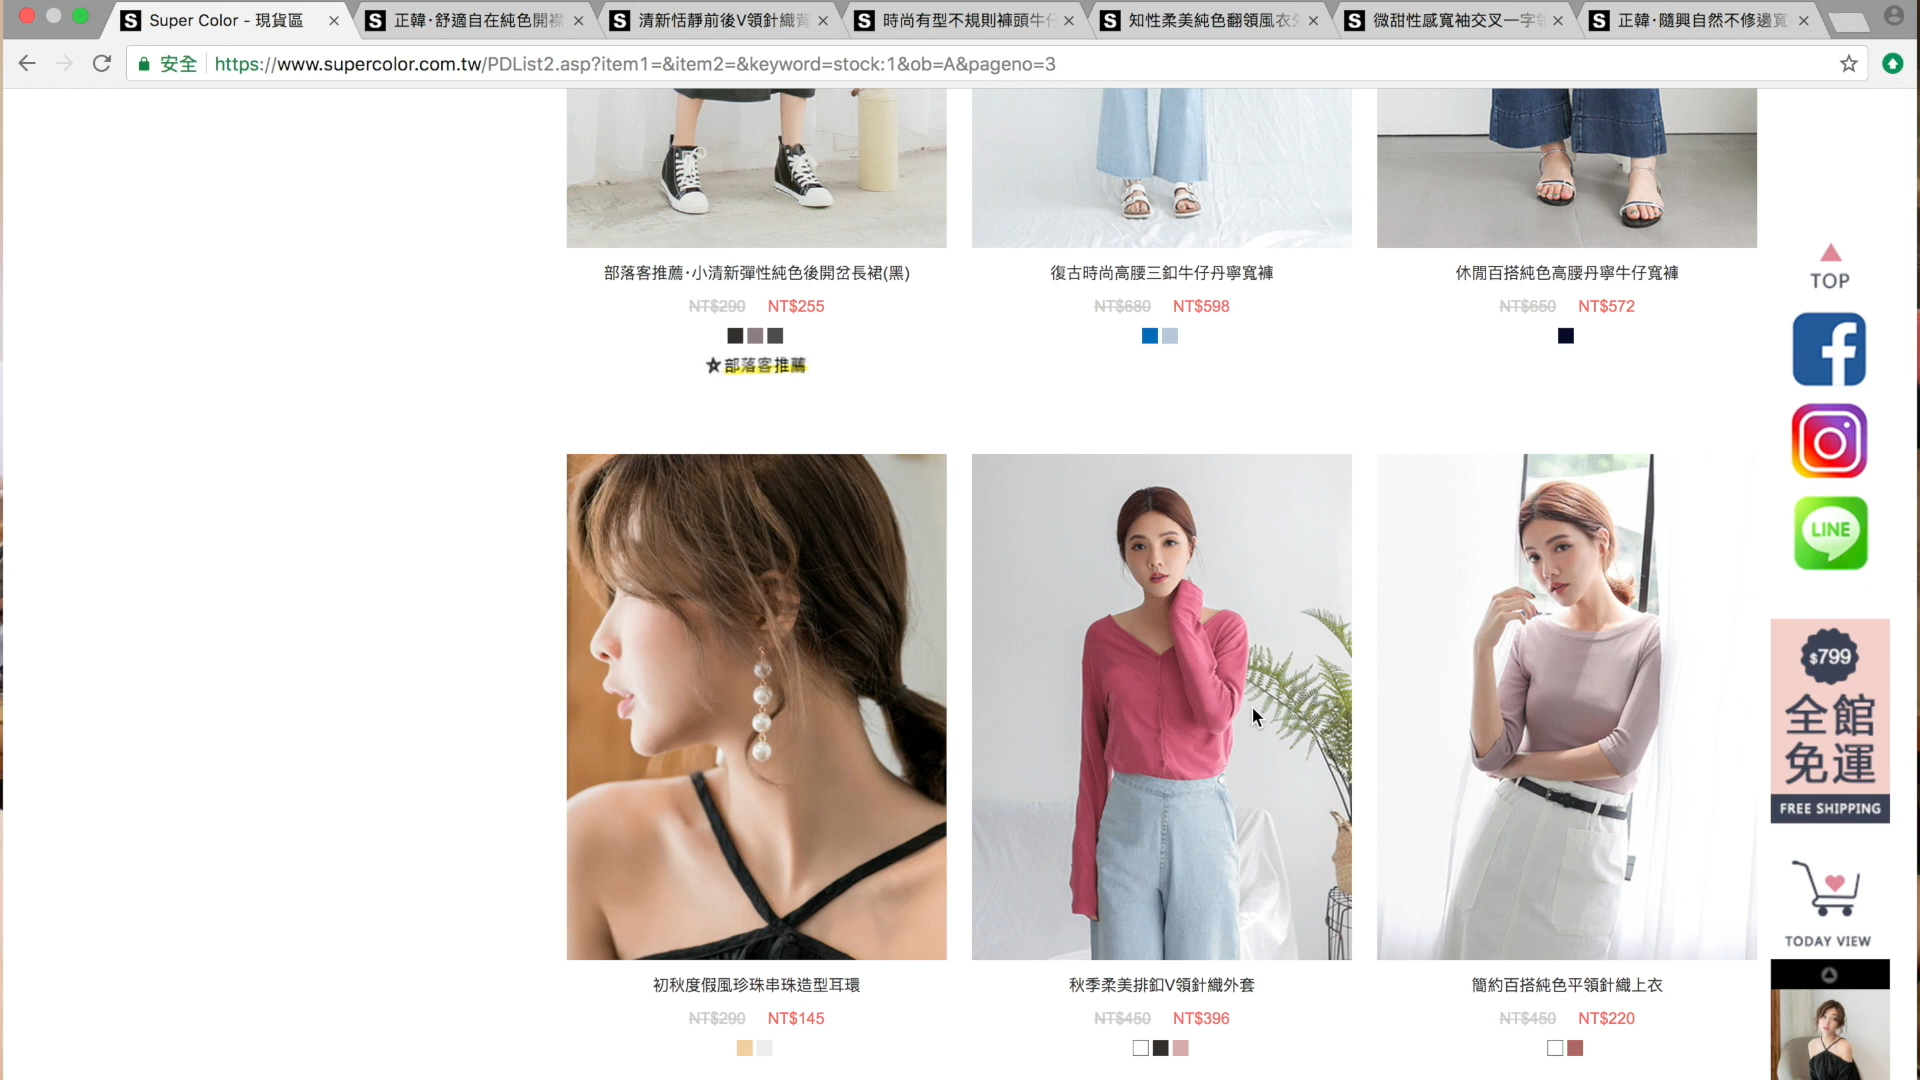 Super Color - 現貨區
正韓･舒適自在純色開襟
清新恬靜前後V領針織背
時尚有型不規則褲頭牛仔
知性柔美純色翻領風衣外
微甜性感寬袖交叉一字領
正韓･隨興自然不修邊寬
安全
https://www.supercolor.com.tw/PDList2.asp?item1=&item2=&keyword=stock:1&ob=A&pageno=3
部落客推薦･小清新彈性純色後開岔長裙(黑)
NT$290 NT$255
☆部落客推薦
復古時尚高腰三釦牛仔丹寧寬褲
NT$680 NT$598
休閒百搭純色高腰丹寧牛仔寬褲
NT$650 NT$572
初秋度假風珍珠串珠造型耳環
NT$290 NT$145
秋季柔美排釦V領針織外套
NT$450 NT$396
簡約百搭純色平領針織上衣
NT$450 NT$220
TOP
LINE
$799
全館
免運
FREE SHIPPING
TODAY VIEW